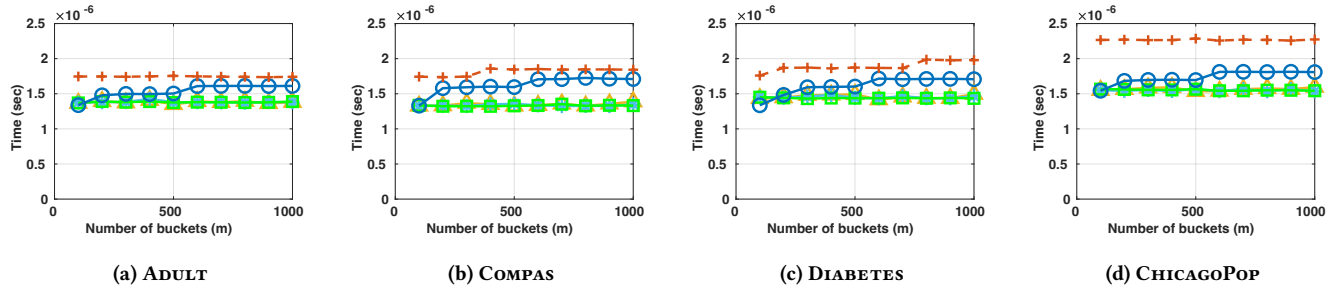 ×10 -6
2.5
2
1.5
1
0.5
0
Time (sec)
0 500 1000
Number of buckets (m)
(a) ADULT
×10 -6
2.5
2
1.5
1
0.5
0
Time (sec)
0 500 1000
Number of buckets (m)
(b) COMPAS
×10 -6
2.5
2
1.5
1
0.5
0
Time (sec)
0 500 1000
Number of buckets (m)
(c) DIABETES
×10 -6
2.5
2
1.5
1
0.5
0
Time (sec)
0 500 1000
Number of buckets (m)
(d) CHICAGOPOP